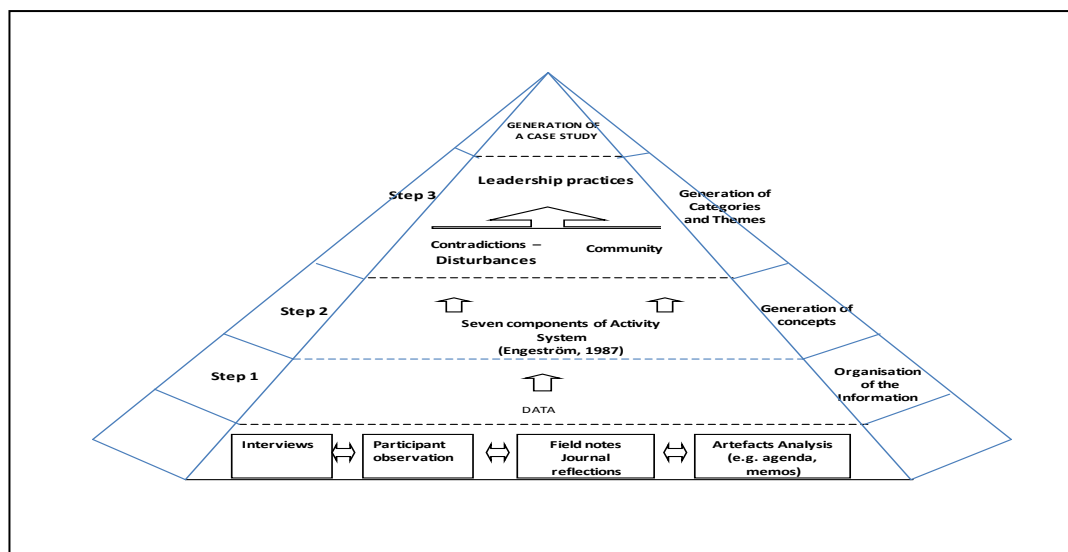 GENERATION OF
A CASE STUDY
Step 3
Leadership practices
Generation of
Categories
and Themes
Contradictions –
Disturbances
Community
Step 2
Generation of
concepts
Seven components of Activity
System
(Engeström, 1987)
Step 1
Organisation
of the
Information
DATA
Interviews
Participant
observation
Field notes
Journal
reflections
Artefacts Analysis
(e.g. agenda,
memos)